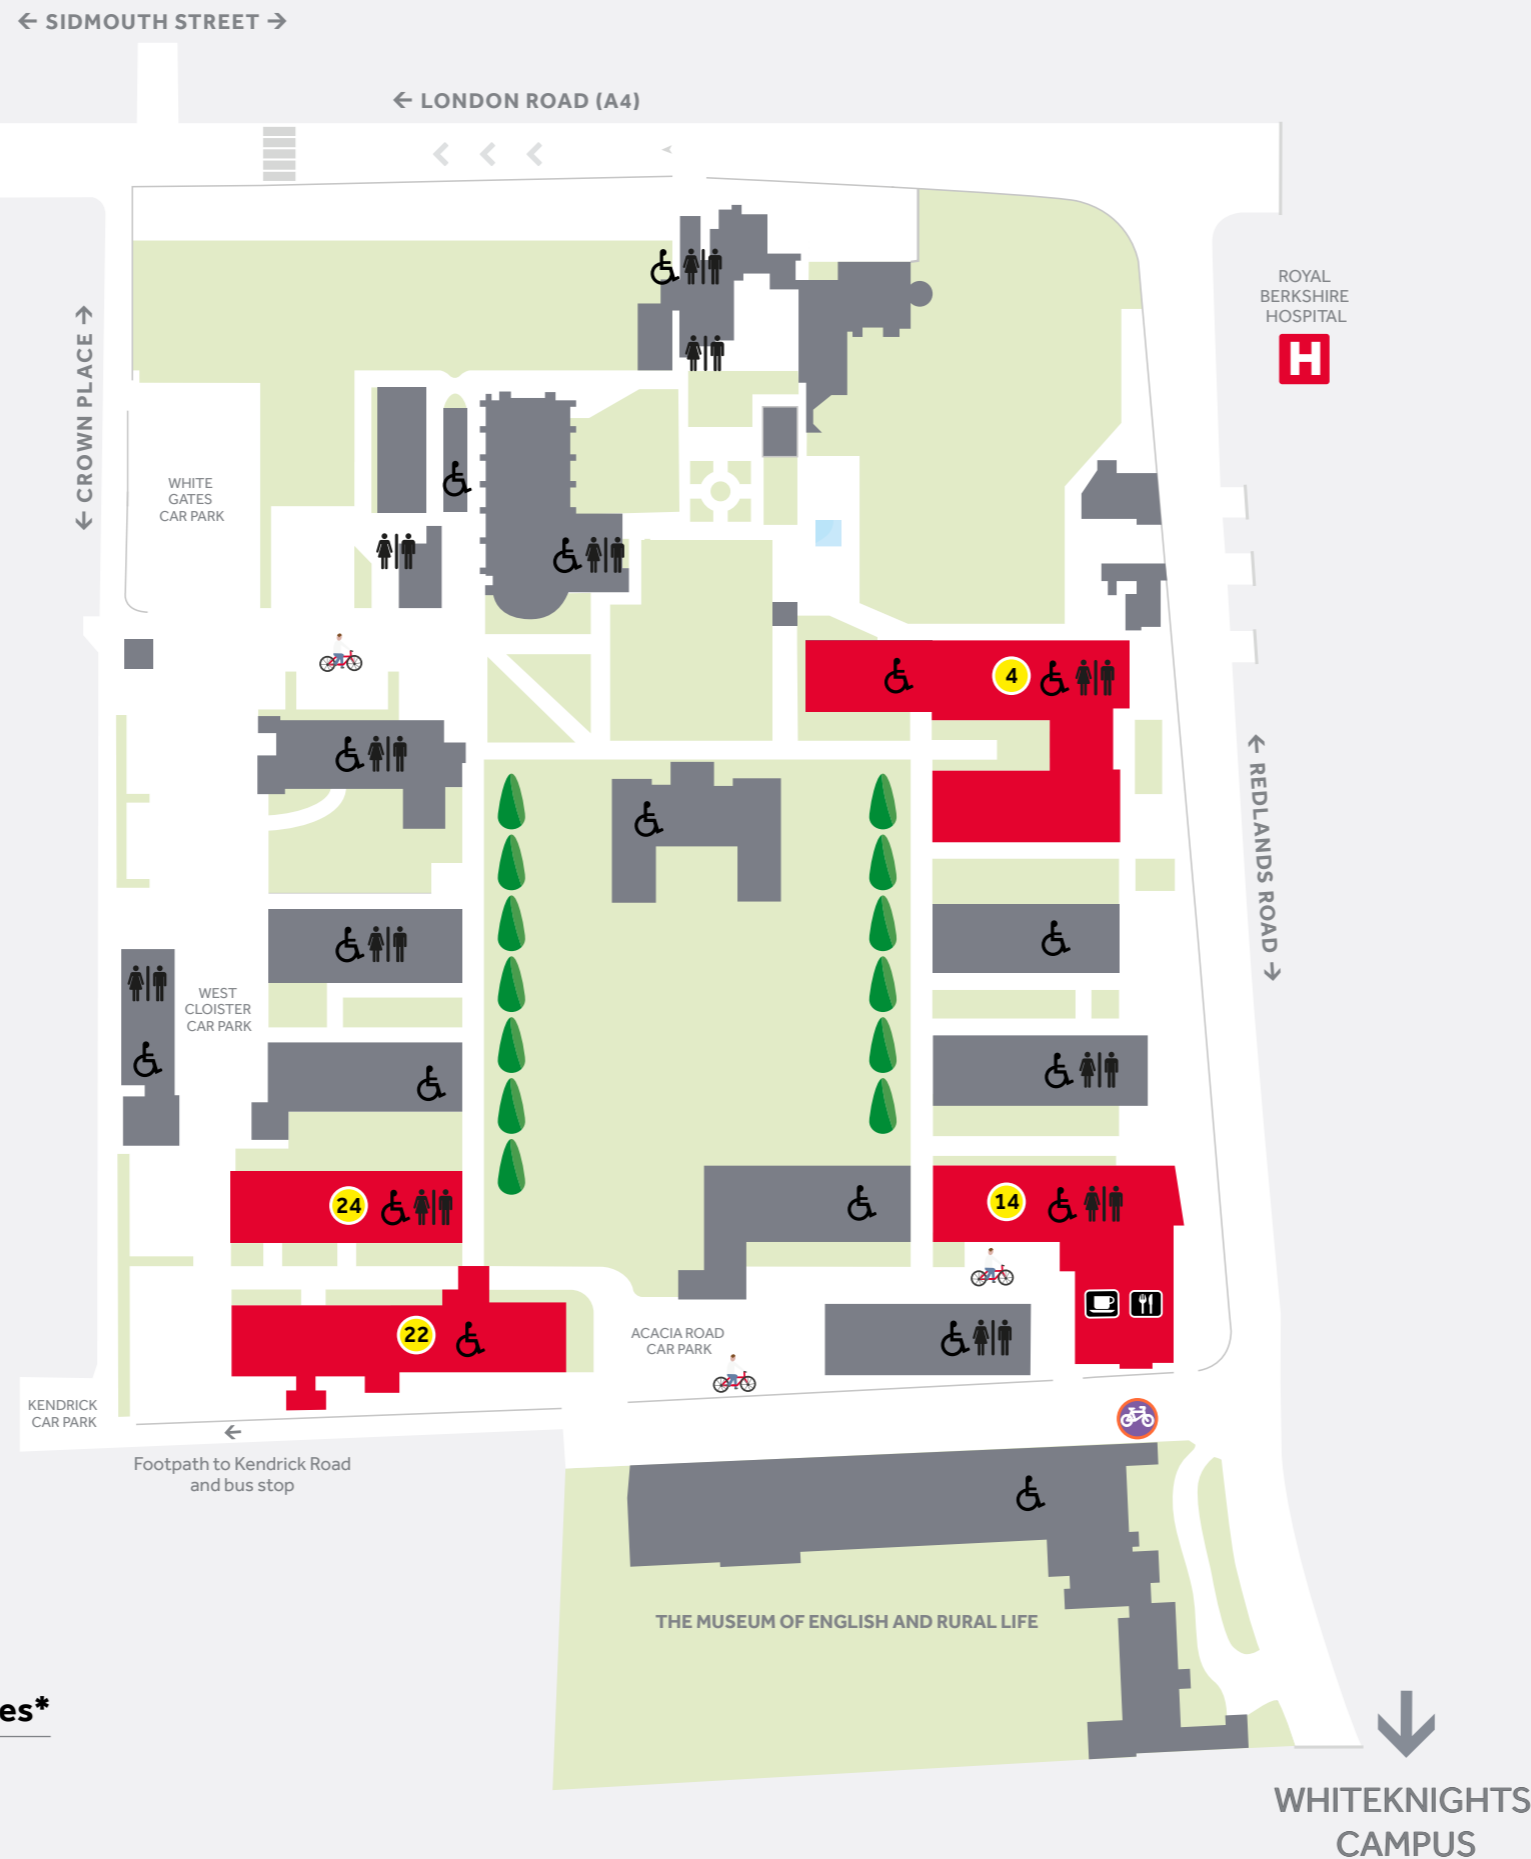 ← SIDMOUTH STREET →
← LONDON ROAD (A4)
ROYAL
BERKSHIRE
HOSPITAL
H
← CROWN PLACE →
WHITE
GATES
CAR PARK
4
← REDLANDS ROAD →
WEST
CLOISTER
CAR PARK
24
14
22
ACACIA ROAD
CAR PARK
KENDRICK
CAR PARK
←
Footpath to Kendrick Road
and bus stop
THE MUSEUM OF ENGLISH AND RURAL LIFE
es*
WHITEKNIGHTS
CAMPUS